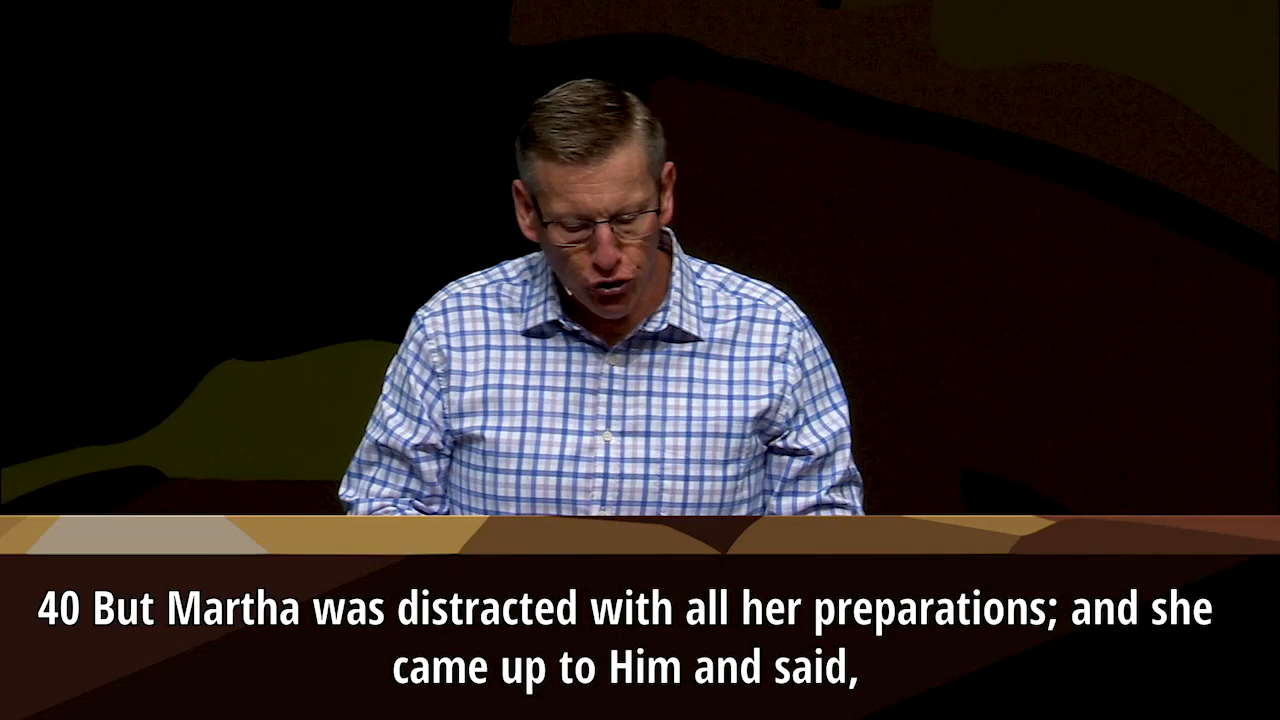 40 But Martha was distracted with all her preparations; and she
came up to Him and said,